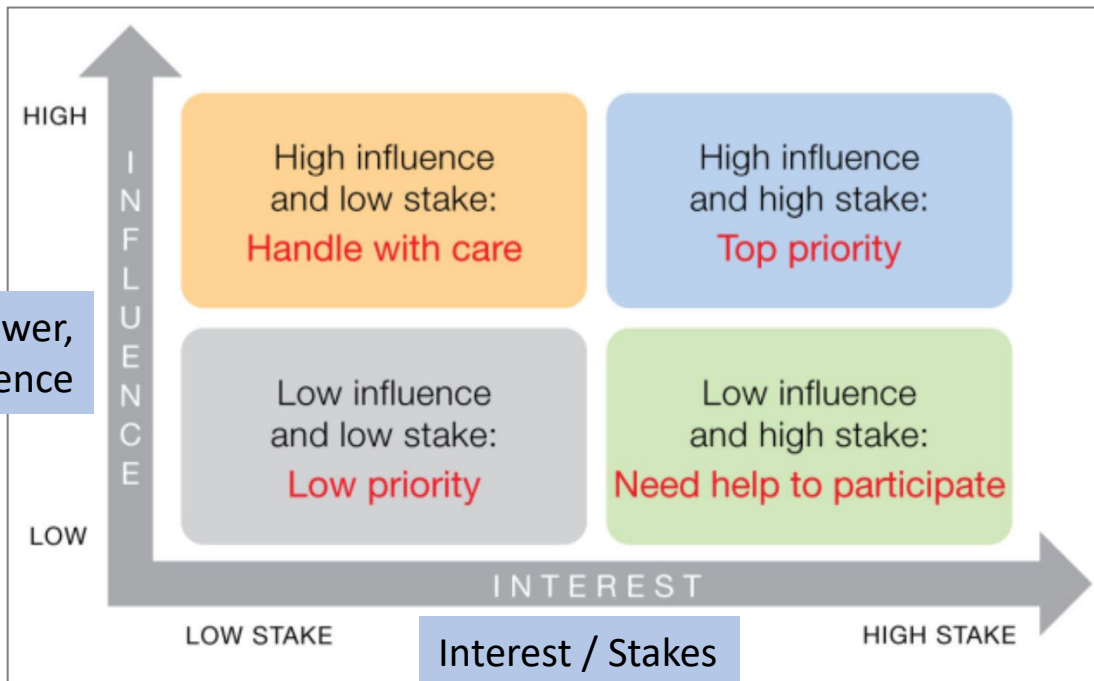 HIGH
INFLUENCE
High influence
and low stake:
Handle with care
High influence
and high stake:
Top priority
Low influence
and low stake:
Low priority
Low influence
and high stake:
Need help to participate
LOW
INTEREST
LOW STAKE
HIGH STAKE
Interest / Stakes